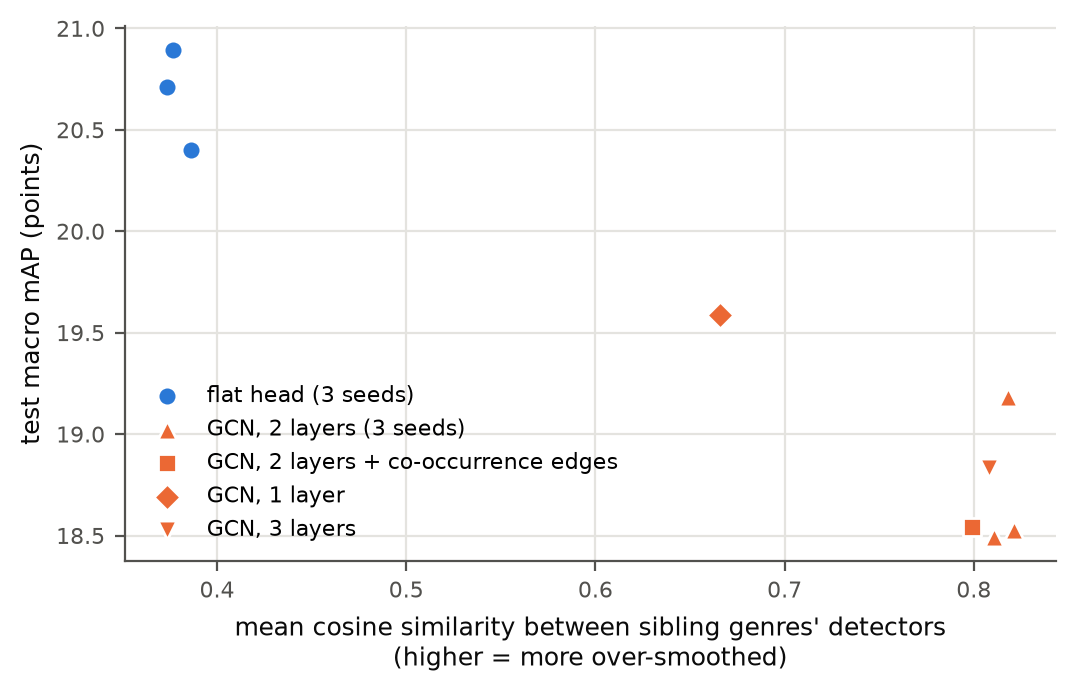 21.0
20.5
20.0
19.5
19.0
18.5
test macro mAP (points)
flat head (3 seeds)
GCN, 2 layers (3 seeds)
GCN, 2 layers + co-occurrence edges
GCN, 1 layer
GCN, 3 layers
0.4 0.5 0.6 0.7 0.8
mean cosine similarity between sibling genres' detectors
(higher = more over-smoothed)